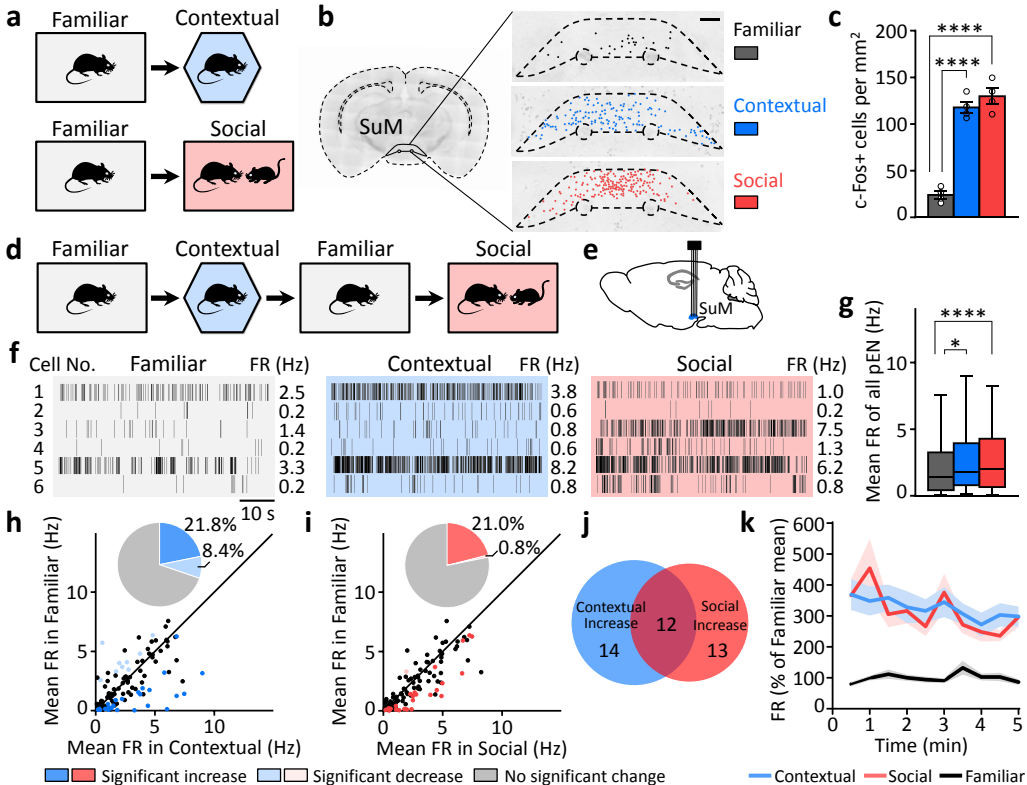 a
Familiar
Contextual
Familiar
Social
b
SuM
Familiar
Contextual
Social
c
c-Fos+ cells per mm²
200
150
100
50
0
****
****
d
Familiar
Contextual
Familiar
Social
e
SuM
f
Cell No.
Familiar
FR (Hz)
Contextual
Social
FR (Hz)
1
2.5
3.8
1.0
2
0.2
0.6
0.2
3
1.4
0.8
7.5
4
0.2
0.6
1.3
5
3.3
8.2
6.2
6
0.2
0.8
0.8
10 s
g
Mean FR of all pEN (Hz)
10
5
0
****
*
h
Mean FR in Familiar (Hz)
10
5
0
0
5
10
Mean FR in Contextual (Hz)
21.8%
8.4%
i
Mean FR in Familiar (Hz)
10
5
0
0
5
10
Mean FR in Social (Hz)
21.0%
0.8%
Significant increase
Significant decrease
No significant change
j
Contextual
Increase
14
12
Social
Increase
13
k
FR (% of Familiar mean)
600
500
400
300
200
100
0
1
2
3
4
5
Time (min)
Contextual
Social
Familiar